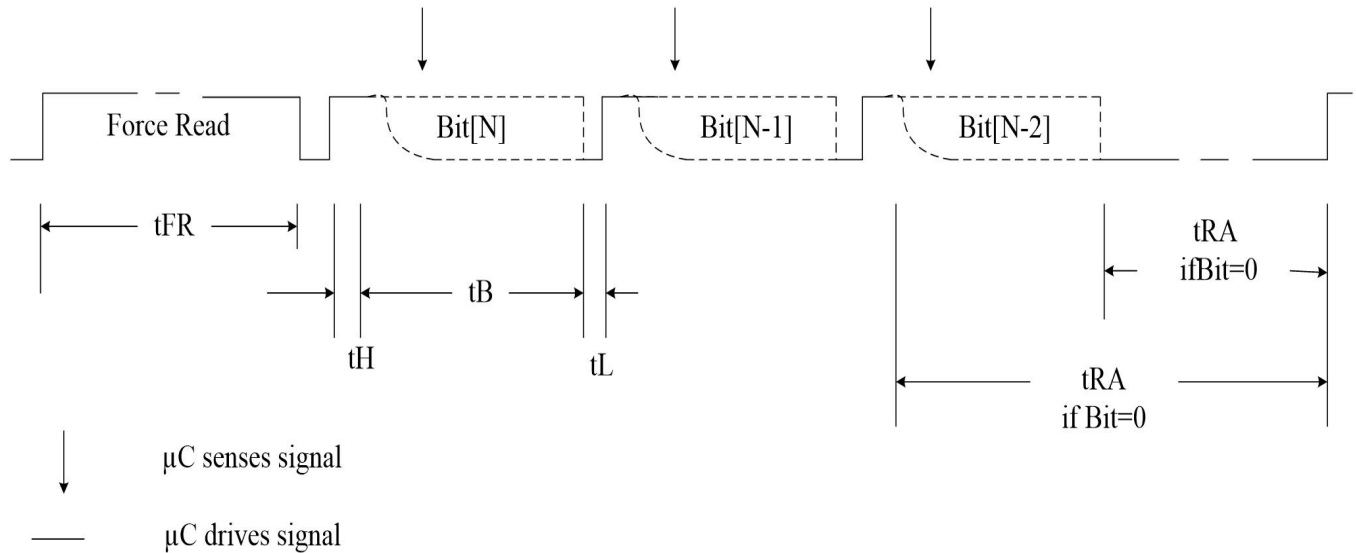 Force Read
Bit[N]
Bit[N-1]
Bit[N-2]
tFR
tB
tH
tL
tRA
ifBit=0
tRA
if Bit=0
μC senses signal
μC drives signal